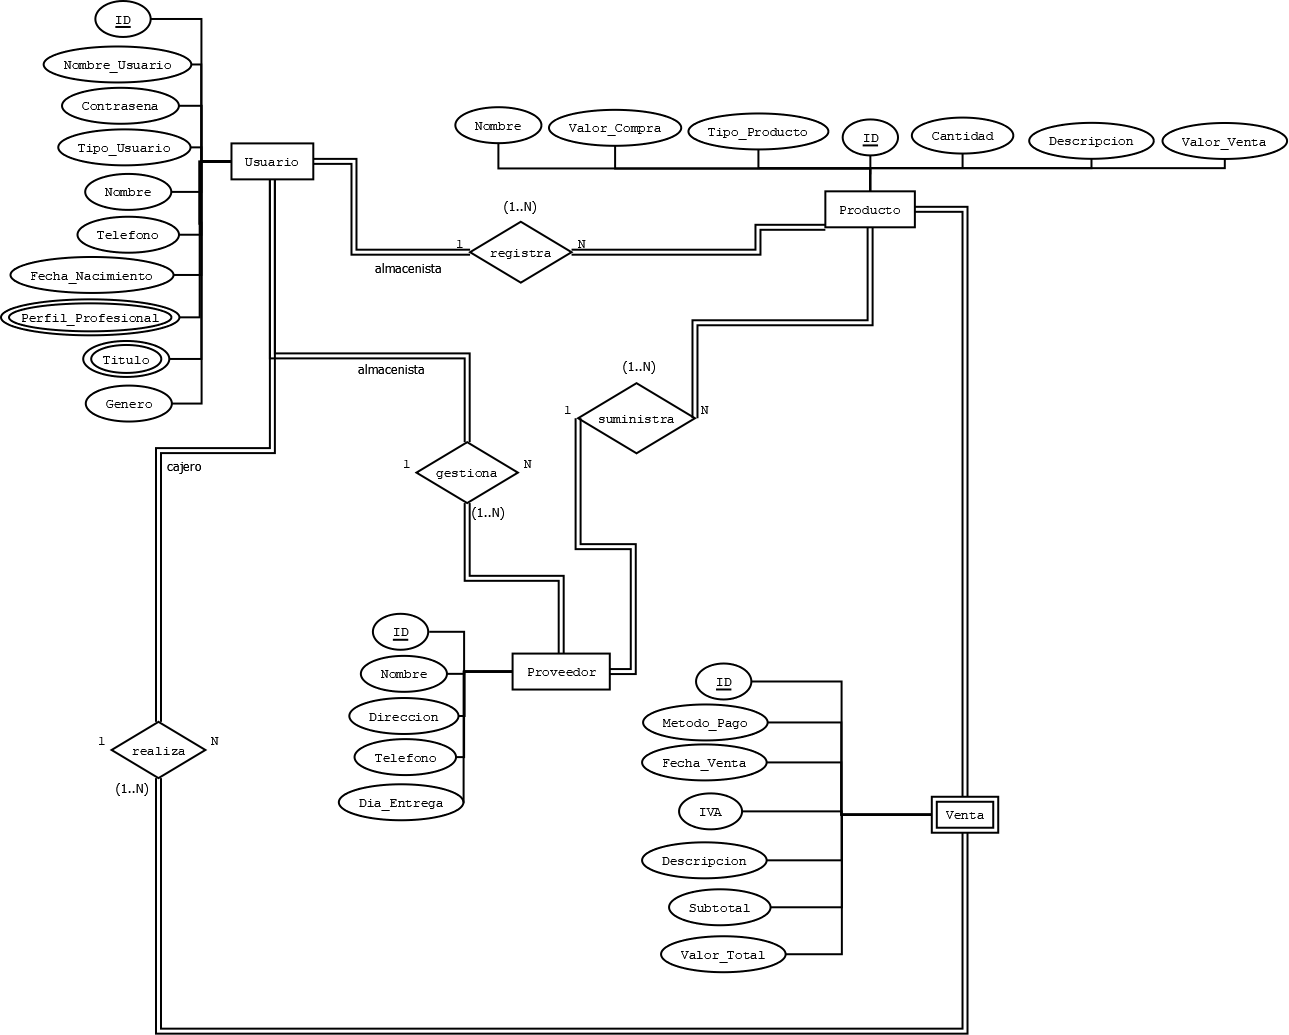 ID
Nombre_Usuario
Contrasena
Tipo_Usuario
Nombre
Telefono
Fecha_Nacimiento
Perfil_Profesional
Titulo
Genero
Usuario
Nombre
Valor_Compra
Tipo_Producto
ID
Cantidad
Descripcion
Valor_Venta
Producto
(1..N)
1
registra
N
almacenista
almacenista
(1..N)
1
suministra
N
cajero
1
gestiona
N
(1..N)
ID
Nombre
Direccion
Telefono
Dia_Entrega
Proveedor
1
realiza
N
(1..N)
ID
Metodo_Pago
Fecha_Venta
IVA
Descripcion
Subtotal
Valor_Total
Venta